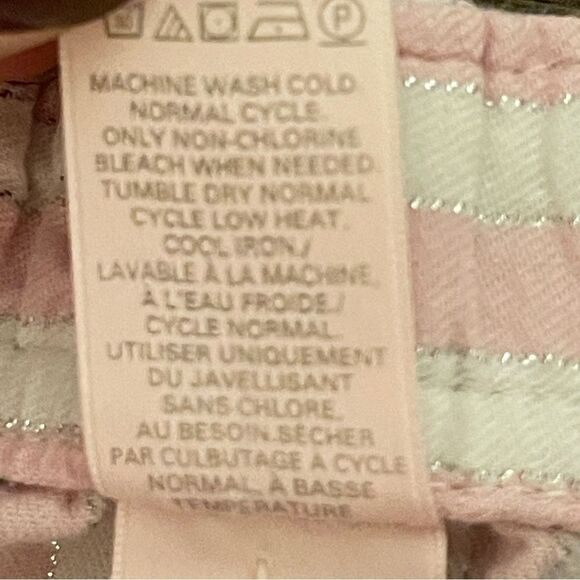 P
MACHINE WASH COLD
NORMAL CYCLE.
ONLY NON-CHLORINE
BLEACH WHEN NEEDED.
TUMBLE DRY NORMAL
CYCLE LOW HEAT.
COOL IRON./
LAVABLE À LA MACHINE,
À L'EAU FROIDE./
CYCLE NORMAL.
UTILISER UNIQUEMENT
DU JAVELLISANT
SANS CHLORE.
AU BESOIN.SÉCHER
PAR CULBUTAGE À CYCLE
NORMAL, À BASSE
TEMPÉRATURE.